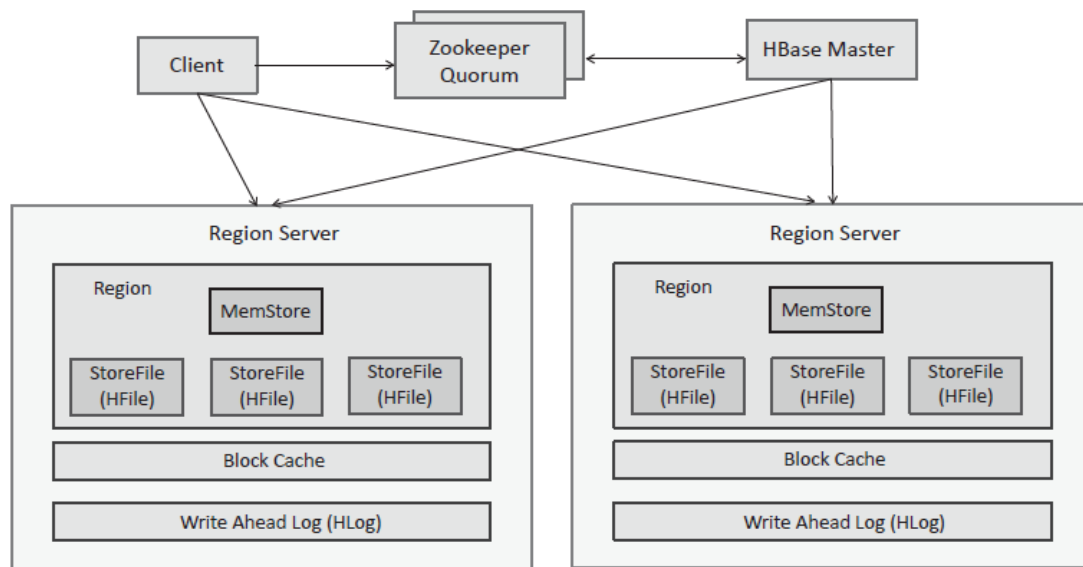 Client
Zookeeper
Quorum
HBase Master
Region Server
Region
MemStore
StoreFile
(HFile)
StoreFile
(HFile)
StoreFile
(HFile)
Block Cache
Write Ahead Log (HLog)
Region Server
Region
MemStore
StoreFile
(HFile)
StoreFile
(HFile)
StoreFile
(HFile)
Block Cache
Write Ahead Log (HLog)